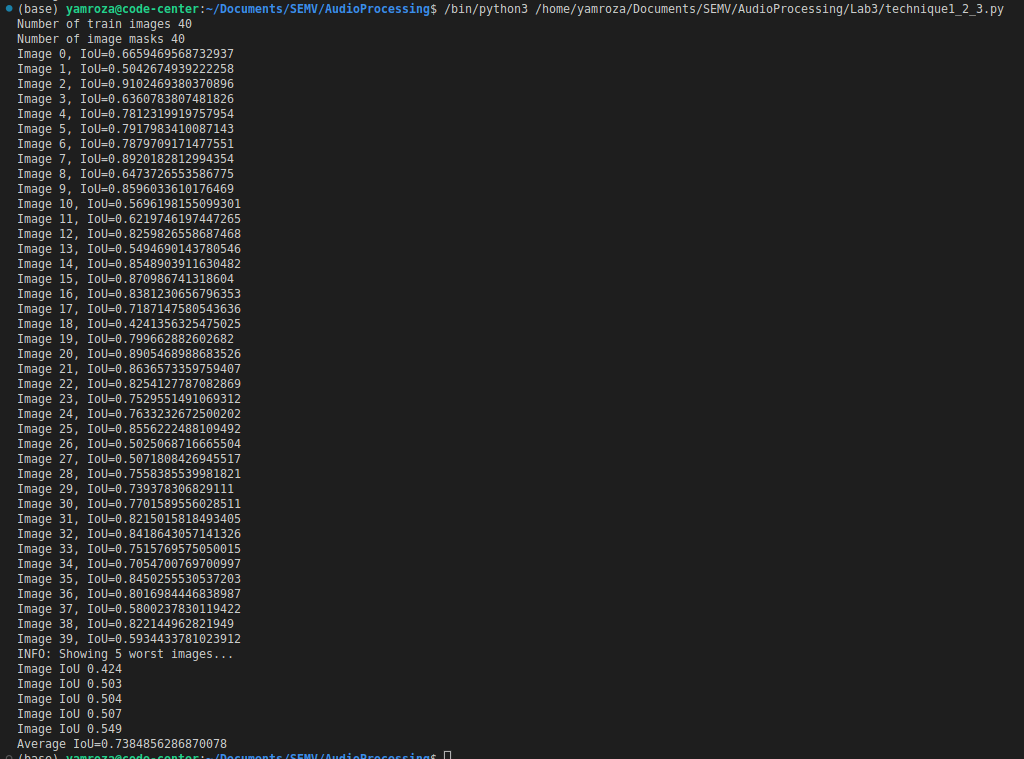 (base) yamroza@code-center:~/Documents/SEMV/AudioProcessing$ /bin/python3 /home/yamroza/Documents/SEMV/AudioProcessing/Lab3/technique1_2_3.py
Number of train images 40
Number of image masks 40
Image 0, IoU=0.6659469568732937
Image 1, IoU=0.5042674939222258
Image 2, IoU=0.9102469380370896
Image 3, IoU=0.6360783807481826
Image 4, IoU=0.7812319919757954
Image 5, IoU=0.7917983410087143
Image 6, IoU=0.7879709171477551
Image 7, IoU=0.8920182812994354
Image 8, IoU=0.6473726553586775
Image 9, IoU=0.8596033610176469
Image 10, IoU=0.5696198155099301
Image 11, IoU=0.6219746197447265
Image 12, IoU=0.8259826558687468
Image 13, IoU=0.5494690143780546
Image 14, IoU=0.8548903911630482
Image 15, IoU=0.870986741318604
Image 16, IoU=0.8381230656796353
Image 17, IoU=0.7187147580543636
Image 18, IoU=0.4241356325475025
Image 19, IoU=0.799662882602682
Image 20, IoU=0.8905468988683526
Image 21, IoU=0.8636573359759407
Image 22, IoU=0.8254127787082869
Image 23, IoU=0.7529551491069312
Image 24, IoU=0.7633232672500202
Image 25, IoU=0.8556222488109492
Image 26, IoU=0.5025068716665504
Image 27, IoU=0.5071808426945517
Image 28, IoU=0.7558385539981821
Image 29, IoU=0.739378306829111
Image 30, IoU=0.7701589556028511
Image 31, IoU=0.8215015818493405
Image 32, IoU=0.8418643057141326
Image 33, IoU=0.7515769575050015
Image 34, IoU=0.7054700769700997
Image 35, IoU=0.8450255530537203
Image 36, IoU=0.8016984446838987
Image 37, IoU=0.5800237830119422
Image 38, IoU=0.822144962821949
Image 39, IoU=0.5934433781023912
INFO: Showing 5 worst images...
Image IoU 0.424
Image IoU 0.503
Image IoU 0.504
Image IoU 0.507
Image IoU 0.549
Average IoU=0.7384856286870078
(base) yamroza@code-center:~/Documents/SEMV/AudioProcessing$